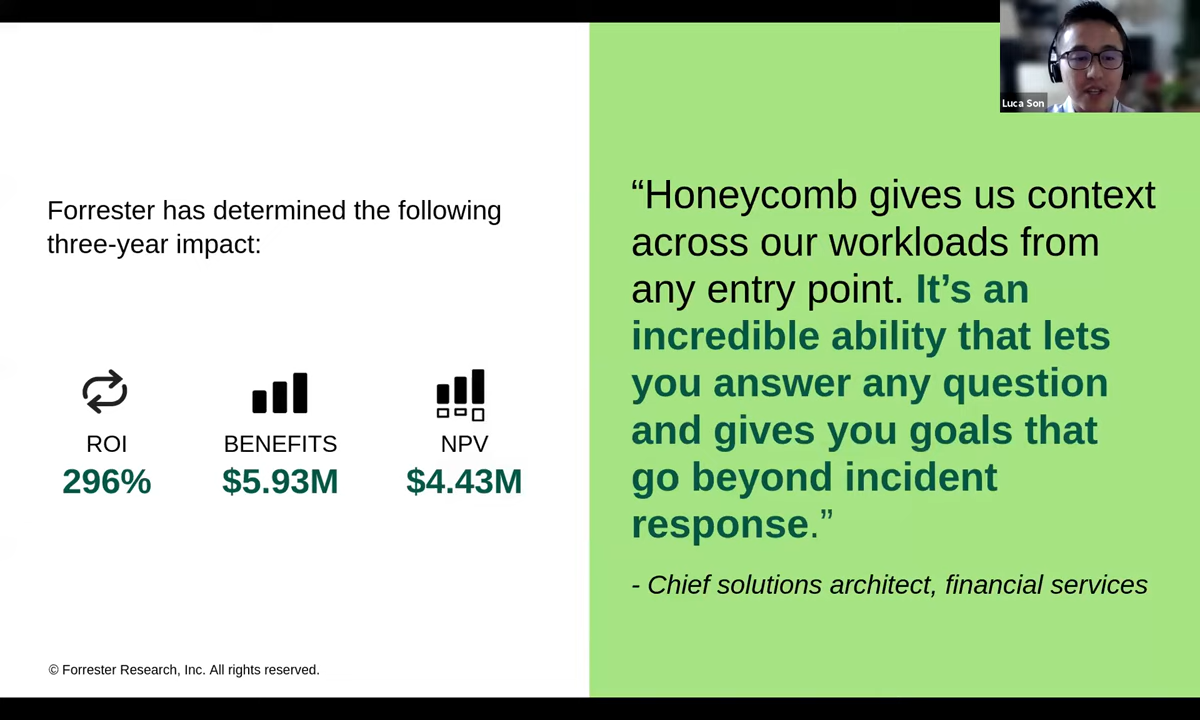 Luca Son
Forrester has determined the following
three-year impact:
ROI
296%
BENEFITS
$5.93M
NPV
$4.43M
© Forrester Research, Inc. All rights reserved.
“Honeycomb gives us context
across our workloads from
any entry point. It’s an
incredible ability that lets
you answer any question
and gives you goals that
go beyond incident
response.”
- Chief solutions architect, financial services